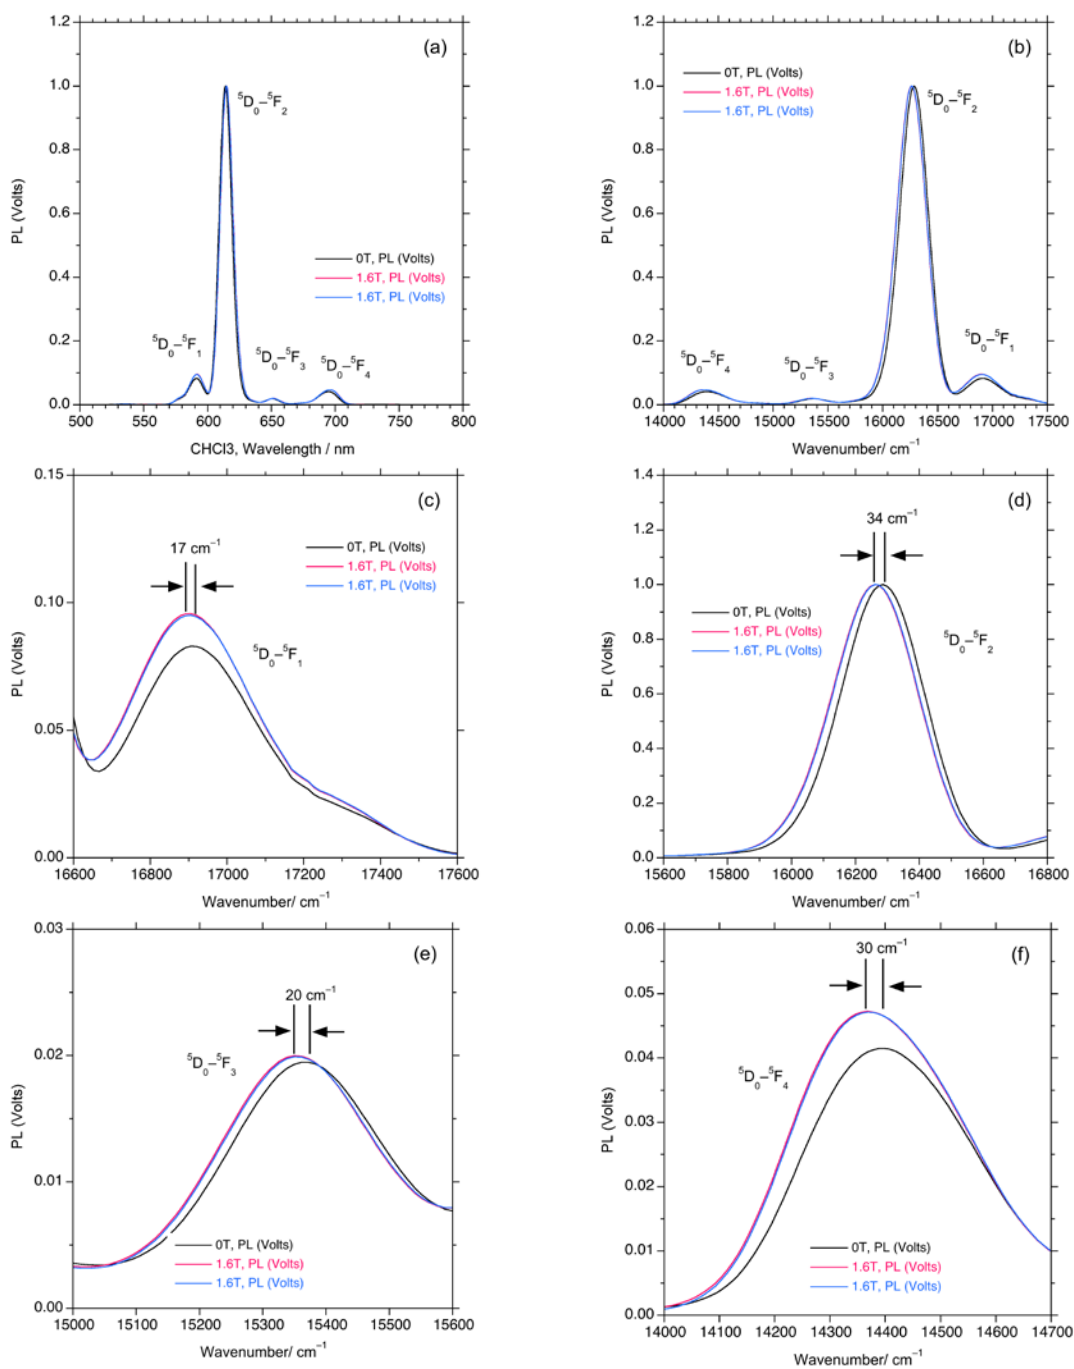 (a)
1.2
1.0
0.8
0.6
0.4
0.2
0.0
PL (Volts)
⁵D₀–⁵F₂
0T, PL (Volts)
1.6T, PL (Volts)
1.6T, PL (Volts)
⁵D₀–⁵F₁
⁵D₀–⁵F₃
⁵D₀–⁵F₄
500 550 600 650 700 750 800
CHCl3, Wavelength / nm
(b)
1.2
1.0
0.8
0.6
0.4
0.2
0.0
PL (Volts)
0T, PL (Volts)
1.6T, PL (Volts)
1.6T, PL (Volts)
⁵D₀–⁵F₂
⁵D₀–⁵F₄
⁵D₀–⁵F₃
⁵D₀–⁵F₁
14000 14500 15000 15500 16000 16500 17000 17500
Wavenumber/ cm⁻¹
(c)
0.15
0.10
0.05
0.00
PL (Volts)
17 cm⁻¹
0T, PL (Volts)
1.6T, PL (Volts)
1.6T, PL (Volts)
⁵D₀–⁵F₁
16600 16800 17000 17200 17400 17600
Wavenumber/ cm⁻¹
(d)
1.4
1.2
1.0
0.8
0.6
0.4
0.2
0.0
PL (Volts)
34 cm⁻¹
0T, PL (Volts)
1.6T, PL (Volts)
1.6T, PL (Volts)
⁵D₀–⁵F₂
15600 15800 16000 16200 16400 16600 16800
Wavenumber/ cm⁻¹
(e)
0.03
0.02
0.01
0.00
PL (Volts)
20 cm⁻¹
⁵D₀–⁵F₃
0T, PL (Volts)
1.6T, PL (Volts)
1.6T, PL (Volts)
15000 15100 15200 15300 15400 15500 15600
Wavenumber/ cm⁻¹
(f)
0.06
0.05
0.04
0.03
0.02
0.01
0.00
PL (Volts)
30 cm⁻¹
⁵D₀–⁵F₄
0T, PL (Volts)
1.6T, PL (Volts)
1.6T, PL (Volts)
14000 14100 14200 14300 14400 14500 14600 14700
Wavenumber/ cm⁻¹